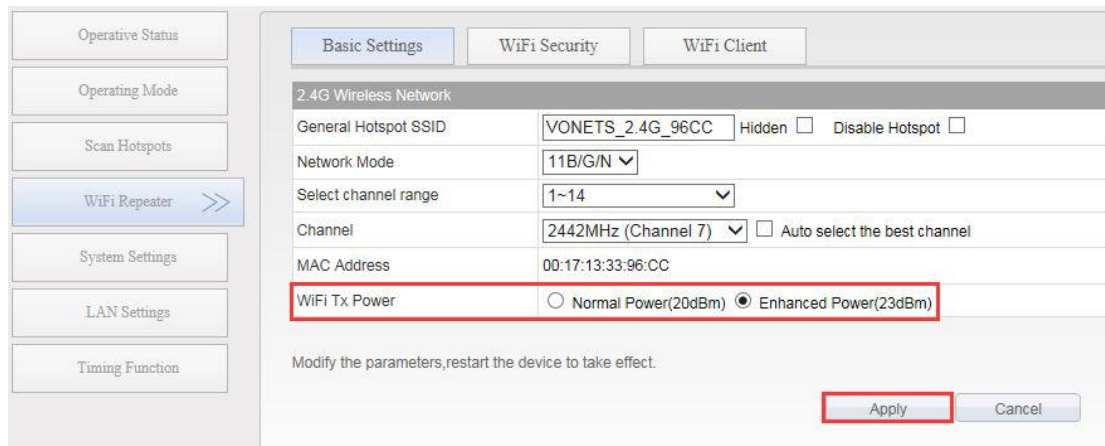 Operative Status
Operating Mode
Scan Hotspots
WiFi Repeater >>
System Settings
LAN Settings
Timing Function
Basic Settings WiFi Security WiFi Client
2.4G Wireless Network
General Hotspot SSID VONETS_2.4G_96CC Hidden Disable Hotspot
Network Mode 11B/G/N
Select channel range 1~14
Channel 2442MHz (Channel 7) Auto select the best channel
MAC Address 00:17:13:33:96:CC
WiFi Tx Power Normal Power(20dBm) Enhanced Power(23dBm)
Modify the parameters,restart the device to take effect.
Apply Cancel